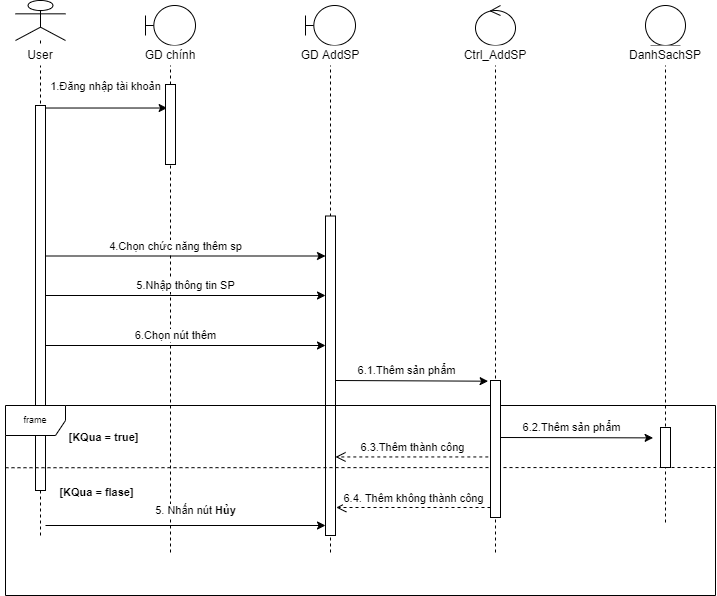 User
GD chính
GD AddSP
Ctrl_AddSP
DanhSachSP
1.Đăng nhập tài khoản
4.Chọn chức năng thêm sp
5.Nhập thông tin SP
6.Chọn nút thêm
6.1.Thêm sản phẩm
frame
[KQua = true]
6.2.Thêm sản phẩm
6.3.Thêm thành công
[KQua = flase]
6.4. Thêm không thành công
5. Nhấn nút Hủy